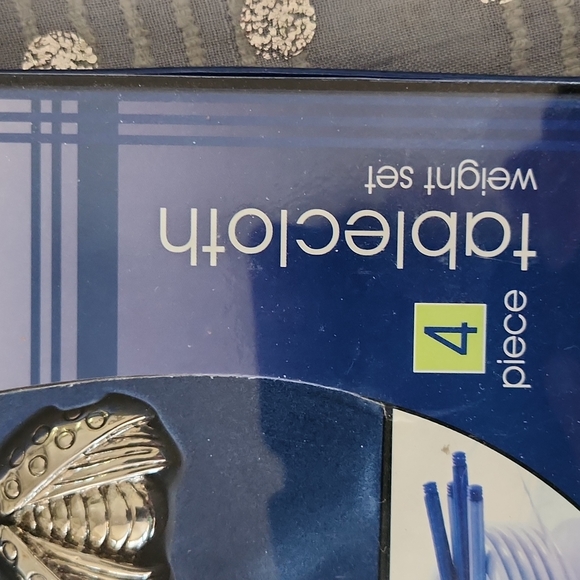 4
piece
tablecloth
weight set